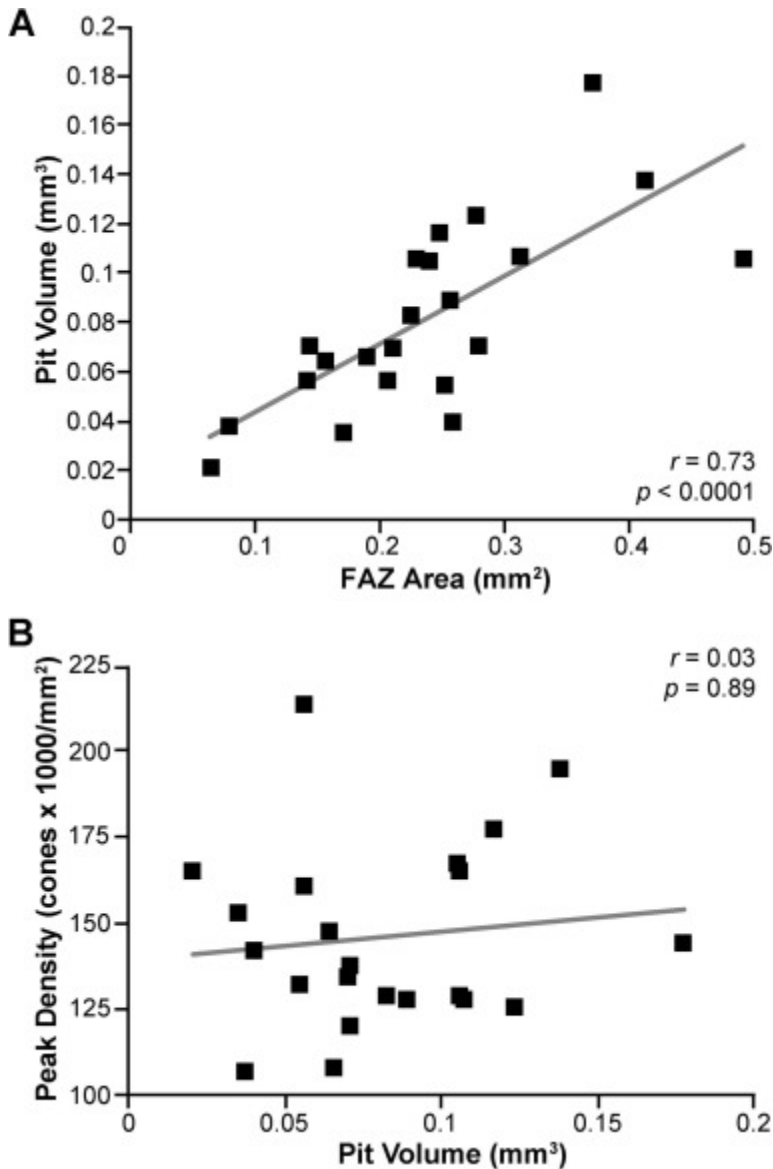 A
0.2
0.18
0.16
0.14
0.12
0.1
0.08
0.06
0.04
0.02
0
Pit Volume (mm³)
r = 0.73
p < 0.0001
0 0.1 0.2 0.3 0.4 0.5
FAZ Area (mm²)
B
225
200
175
150
125
100
Peak Density (cones x 1000/mm²)
r = 0.03
p = 0.89
0 0.05 0.1 0.15 0.2
Pit Volume (mm³)